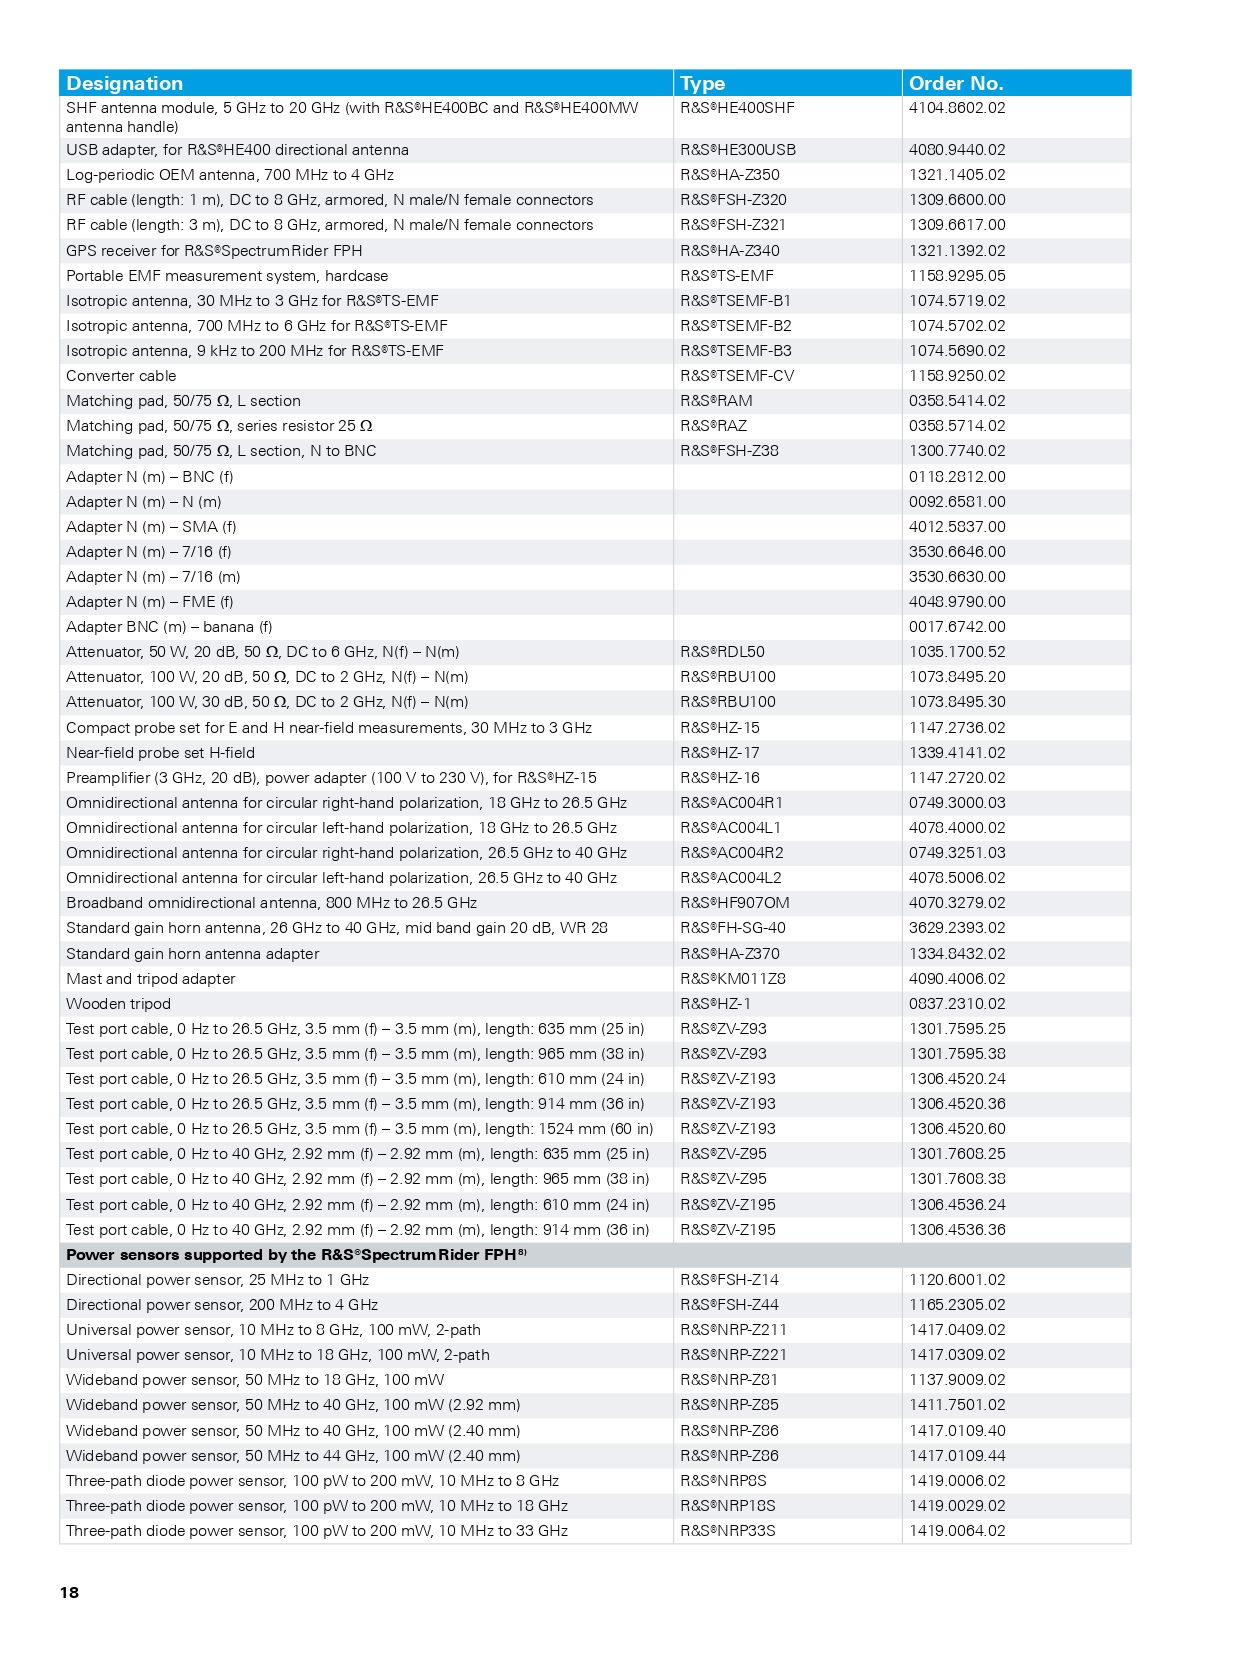 Designation Type Order No.
SHF antenna module, 5 GHz to 20 GHz (with R&S®HE400BC and R&S®HE400MW R&S®HE400SHF 4104.8602.02
antenna handle)
USB adapter, for R&S®HE400 directional antenna R&S®HE300USB 4080.9440.02
Log-periodic OEM antenna, 700 MHz to 4 GHz R&S®HA-Z350 1321.1405.02
RF cable (length: 1 m), DC to 8 GHz, armored, N male/N female connectors R&S®FSH-Z320 1309.6600.00
RF cable (length: 3 m), DC to 8 GHz, armored, N male/N female connectors R&S®FSH-Z321 1309.6617.00
GPS receiver for R&S®Spectrum Rider FPH R&S®HA-Z340 1321.1392.02
Portable EMF measurement system, hardcase R&S®TS-EMF 1158.9295.05
Isotropic antenna, 30 MHz to 3 GHz for R&S®TS-EMF R&S®TSEMF-B1 1074.5719.02
Isotropic antenna, 700 MHz to 6 GHz for R&S®TS-EMF R&S®TSEMF-B2 1074.5702.02
Isotropic antenna, 9 kHz to 200 MHz for R&S®TS-EMF R&S®TSEMF-B3 1074.5690.02
Converter cable R&S®TSEMF-CV 1158.9250.02
Matching pad, 50/75 Ω, L section R&S®RAM 0358.5414.02
Matching pad, 50/75 Ω, series resistor 25 Ω R&S®RAZ 0358.5714.02
Matching pad, 50/75 Ω, L section, N to BNC R&S®FSH-Z38 1300.7740.02
Adapter N (m) – BNC (f) 0118.2812.00
Adapter N (m) – N (m) 0092.6581.00
Adapter N (m) – SMA (f) 4012.5837.00
Adapter N (m) – 7/16 (f) 3530.6646.00
Adapter N (m) – 7/16 (m) 3530.6630.00
Adapter N (m) – FME (f) 4048.9790.00
Adapter BNC (m) – banana (f) 0017.6742.00
Attenuator, 50 W, 20 dB, 50 Ω, DC to 6 GHz, N(f) – N(m) R&S®RDL50 1035.1700.52
Attenuator, 100 W, 20 dB, 50 Ω, DC to 2 GHz, N(f) – N(m) R&S®RBU100 1073.8495.20
Attenuator, 100 W, 30 dB, 50 Ω, DC to 2 GHz, N(f) – N(m) R&S®RBU100 1073.8495.30
Compact probe set for E and H near-field measurements, 30 MHz to 3 GHz R&S®HZ-15 1147.2736.02
Near-field probe set H-field R&S®HZ-17 1339.4141.02
Preamplifier (3 GHz, 20 dB), power adapter (100 V to 230 V), for R&S®HZ-15 R&S®HZ-16 1147.2720.02
Omnidirectional antenna for circular right-hand polarization, 18 GHz to 26.5 GHz R&S®AC004R1 0749.3000.03
Omnidirectional antenna for circular left-hand polarization, 18 GHz to 26.5 GHz R&S®AC004L1 4078.4000.02
Omnidirectional antenna for circular right-hand polarization, 26.5 GHz to 40 GHz R&S®AC004R2 0749.3251.03
Omnidirectional antenna for circular left-hand polarization, 26.5 GHz to 40 GHz R&S®AC004L2 4078.5006.02
Broadband omnidirectional antenna, 800 MHz to 26.5 GHz R&S®HF907OM 4070.3279.02
Standard gain horn antenna, 26 GHz to 40 GHz, mid band gain 20 dB, WR 28 R&S®FH-SG-40 3629.2393.02
Standard gain horn antenna adapter R&S®HA-Z370 1334.8432.02
Mast and tripod adapter R&S®KM011Z8 4090.4006.02
Wooden tripod R&S®HZ-1 0837.2310.02
Test port cable, 0 Hz to 26.5 GHz, 3.5 mm (f) – 3.5 mm (m), length: 635 mm (25 in) R&S®ZV-Z93 1301.7595.25
Test port cable, 0 Hz to 26.5 GHz, 3.5 mm (f) – 3.5 mm (m), length: 965 mm (38 in) R&S®ZV-Z93 1301.7595.38
Test port cable, 0 Hz to 26.5 GHz, 3.5 mm (f) – 3.5 mm (m), length: 610 mm (24 in) R&S®ZV-Z193 1306.4520.24
Test port cable, 0 Hz to 26.5 GHz, 3.5 mm (f) – 3.5 mm (m), length: 914 mm (36 in) R&S®ZV-Z193 1306.4520.36
Test port cable, 0 Hz to 26.5 GHz, 3.5 mm (f) – 3.5 mm (m), length: 1524 mm (60 in) R&S®ZV-Z193 1306.4520.60
Test port cable, 0 Hz to 40 GHz, 2.92 mm (f) – 2.92 mm (m), length: 635 mm (25 in) R&S®ZV-Z95 1301.7608.25
Test port cable, 0 Hz to 40 GHz, 2.92 mm (f) – 2.92 mm (m), length: 965 mm (38 in) R&S®ZV-Z95 1301.7608.38
Test port cable, 0 Hz to 40 GHz, 2.92 mm (f) – 2.92 mm (m), length: 610 mm (24 in) R&S®ZV-Z195 1306.4536.24
Test port cable, 0 Hz to 40 GHz, 2.92 mm (f) – 2.92 mm (m), length: 914 mm (36 in) R&S®ZV-Z195 1306.4536.36
Power sensors supported by the R&S®Spectrum Rider FPH 8)
Directional power sensor, 25 MHz to 1 GHz R&S®FSH-Z14 1120.6001.02
Directional power sensor, 200 MHz to 4 GHz R&S®FSH-Z44 1165.2305.02
Universal power sensor, 10 MHz to 8 GHz, 100 mW, 2-path R&S®NRP-Z211 1417.0409.02
Universal power sensor, 10 MHz to 18 GHz, 100 mW, 2-path R&S®NRP-Z221 1417.0309.02
Wideband power sensor, 50 MHz to 18 GHz, 100 mW R&S®NRP-Z81 1137.9009.02
Wideband power sensor, 50 MHz to 40 GHz, 100 mW (2.92 mm) R&S®NRP-Z85 1411.7501.02
Wideband power sensor, 50 MHz to 40 GHz, 100 mW (2.40 mm) R&S®NRP-Z86 1417.0109.40
Wideband power sensor, 50 MHz to 44 GHz, 100 mW (2.40 mm) R&S®NRP-Z86 1417.0109.44
Three-path diode power sensor, 100 pW to 200 mW, 10 MHz to 8 GHz R&S®NRP8S 1419.0006.02
Three-path diode power sensor, 100 pW to 200 mW, 10 MHz to 18 GHz R&S®NRP18S 1419.0029.02
Three-path diode power sensor, 100 pW to 200 mW, 10 MHz to 33 GHz R&S®NRP33S 1419.0064.02
18